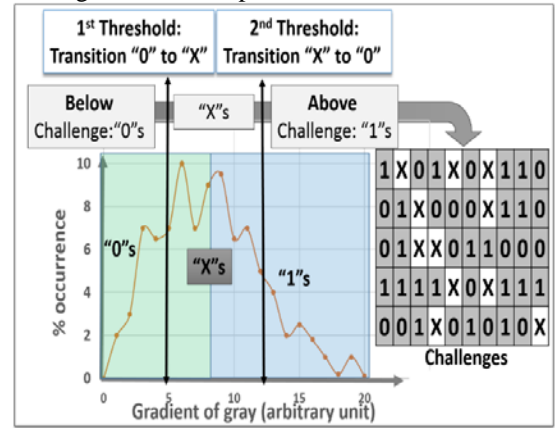 1st Threshold:
Transition "0" to "X"
2nd Threshold:
Transition "X" to "0"
Below
Challenge:"0"s
"X"s
Above
Challenge: "1"s
% occurrence
10
8
6
4
2
0
"0"s
"X"s
"1"s
0 5 10 15 20
Gradient of gray (arbitrary unit)
1 X 0 1 X 0 X 1 1 0
0 1 X 0 0 0 X 1 1 0
0 1 X X 0 1 1 0 0 0
1 1 1 1 X 0 X 1 1 1
0 0 1 X 0 1 0 1 0 X
Challenges